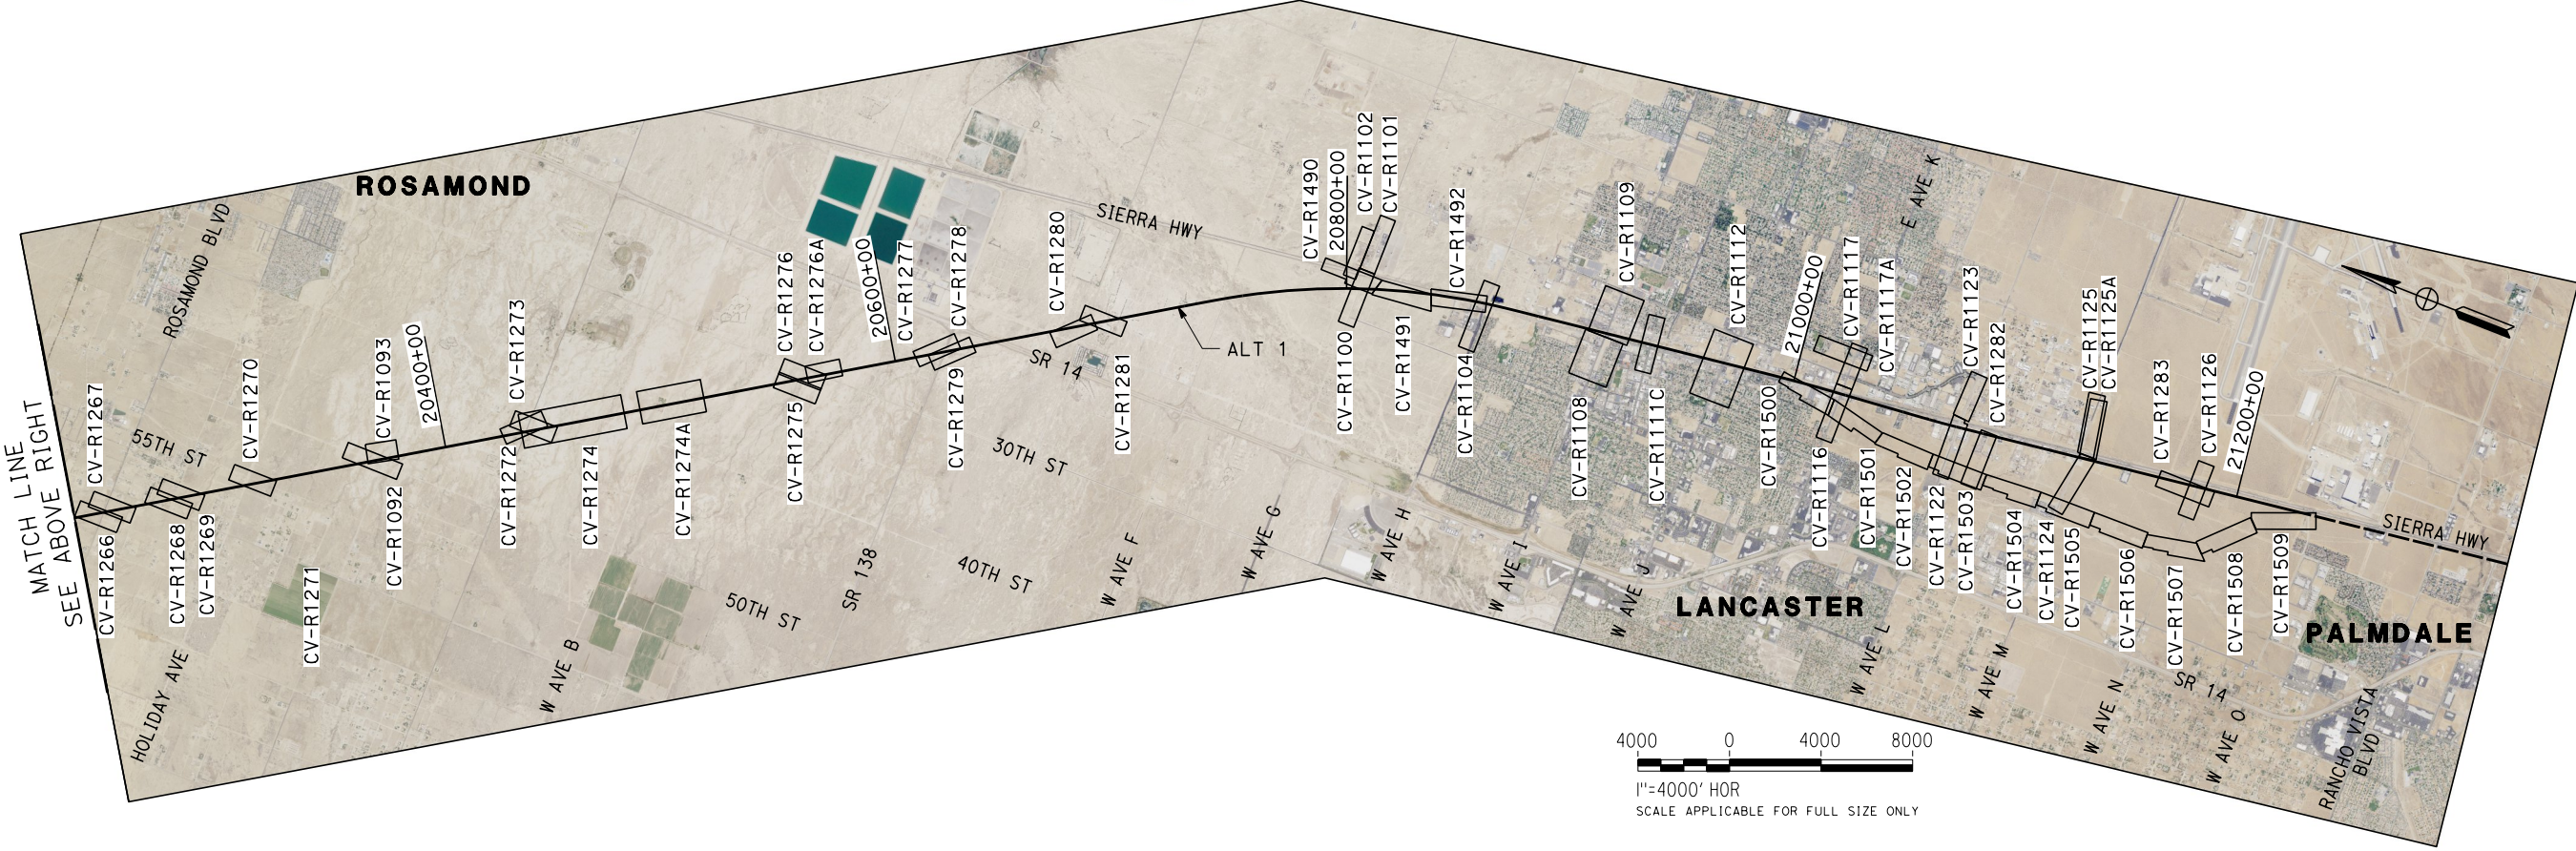 ROSAMOND
ROSAMOND BLVD
MATCH LINE
SEE ABOVE RIGHT
CV-R1267
55TH ST
CV-R1266
CV-R1268
CV-R1269
HOLIDAY AVE
CV-R1270
CV-R1271
CV-R1093
20400+00
CV-R1092
CV-R1273
CV-R1272
CV-R1274
W AVE B
CV-R1274A
CV-R1276
CV-R1276A
CV-R1275
50TH ST
20600+00
CV-R1277
CV-R1278
SR 138
CV-R1279
40TH ST
30TH ST
CV-R1280
SR 14
CV-R1281
SIERRA HWY
ALT 1
W AVE F
W AVE G
CV-R1490
20800+00
CV-R1102
CV-R1101
CV-R1100
CV-R1491
W AVE H
CV-R1492
CV-R1104
W AVE I
CV-R1109
CV-R1108
W AVE J
CV-R1111C
CV-R1112
CV-R1500
21000+00
CV-R1117
CV-R1117A
E AVE K
CV-R1116
CV-R1501
CV-R1502
LANCASTER
W AVE L
CV-R1123
CV-R1282
CV-R1122
CV-R1503
CV-R1504
W AVE M
CV-R1124
CV-R1505
CV-R1125
CV-R1125A
CV-R1506
W AVE N
CV-R1507
CV-R1283
CV-R1126
21200+00
CV-R1508
CV-R1509
SR 14
W AVE O
SIERRA HWY
PALMDALE
RANCHO VISTA
BLVD
4000 0 4000 8000
1"=4000' HOR
SCALE APPLICABLE FOR FULL SIZE ONLY